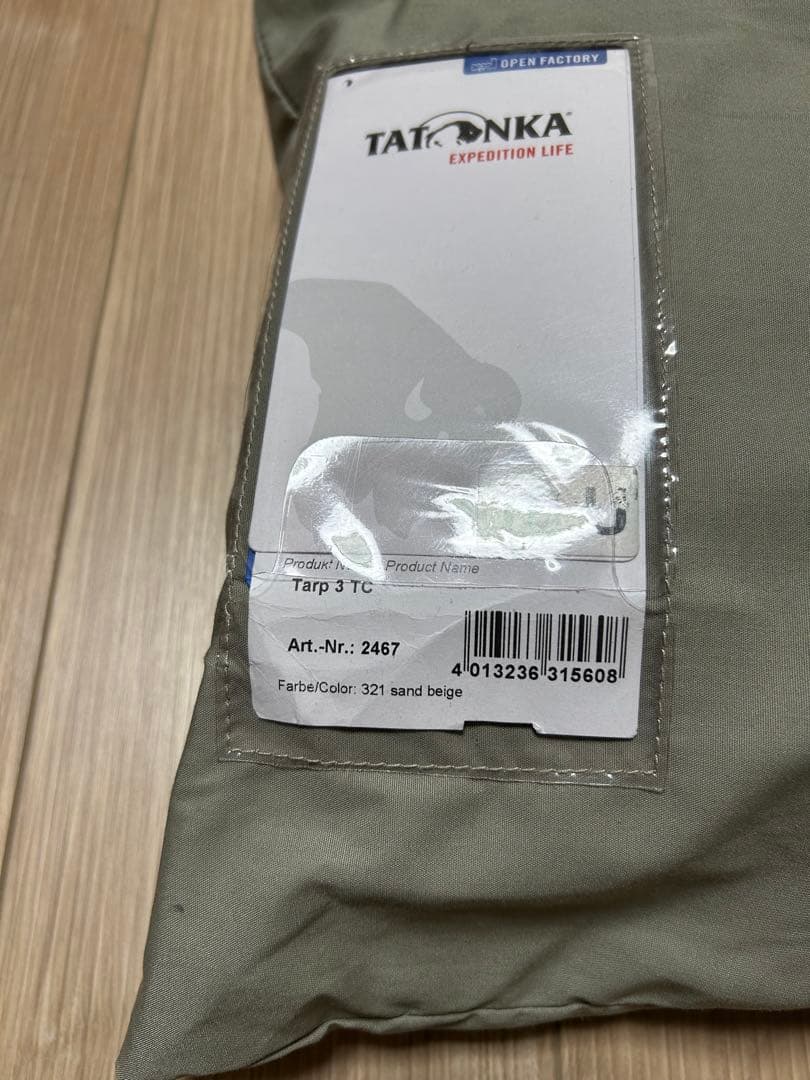 OPEN FACTORY
TATONKA
EXPEDITION LIFE
Produkt Product Name
Tarp 3 TC
Art.-Nr.: 2467
4 013236 315608
Farbe/Color: 321 sand beige